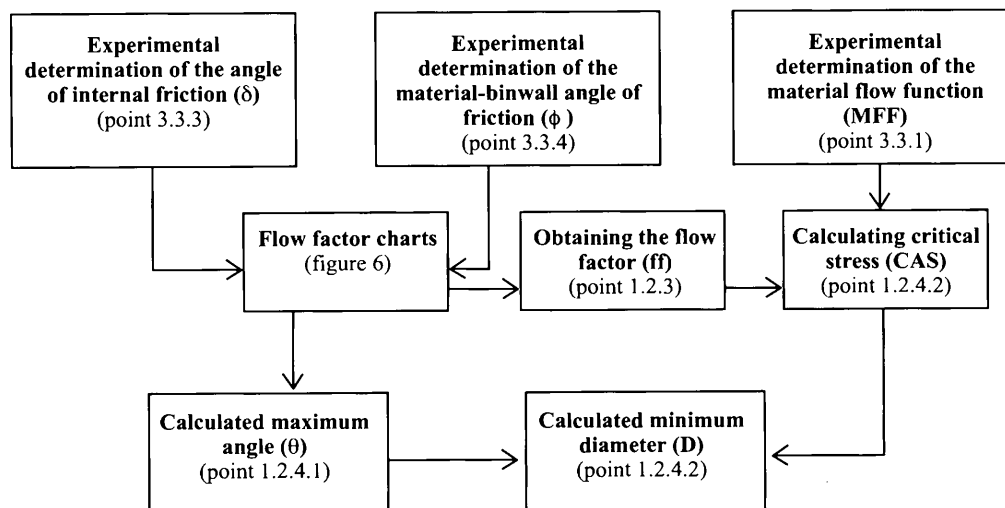 Experimental
determination of the angle
of internal friction (δ)
(point 3.3.3)
Experimental
determination of the
material-binwall angle of
friction (ϕ )
(point 3.3.4)
Experimental
determination of the
material flow function
(MFF)
(point 3.3.1)
Flow factor charts
(figure 6)
Obtaining the flow
factor (ff)
(point 1.2.3)
Calculating critical
stress (CAS)
(point 1.2.4.2)
Calculated maximum
angle (θ)
(point 1.2.4.1)
Calculated minimum
diameter (D)
(point 1.2.4.2)